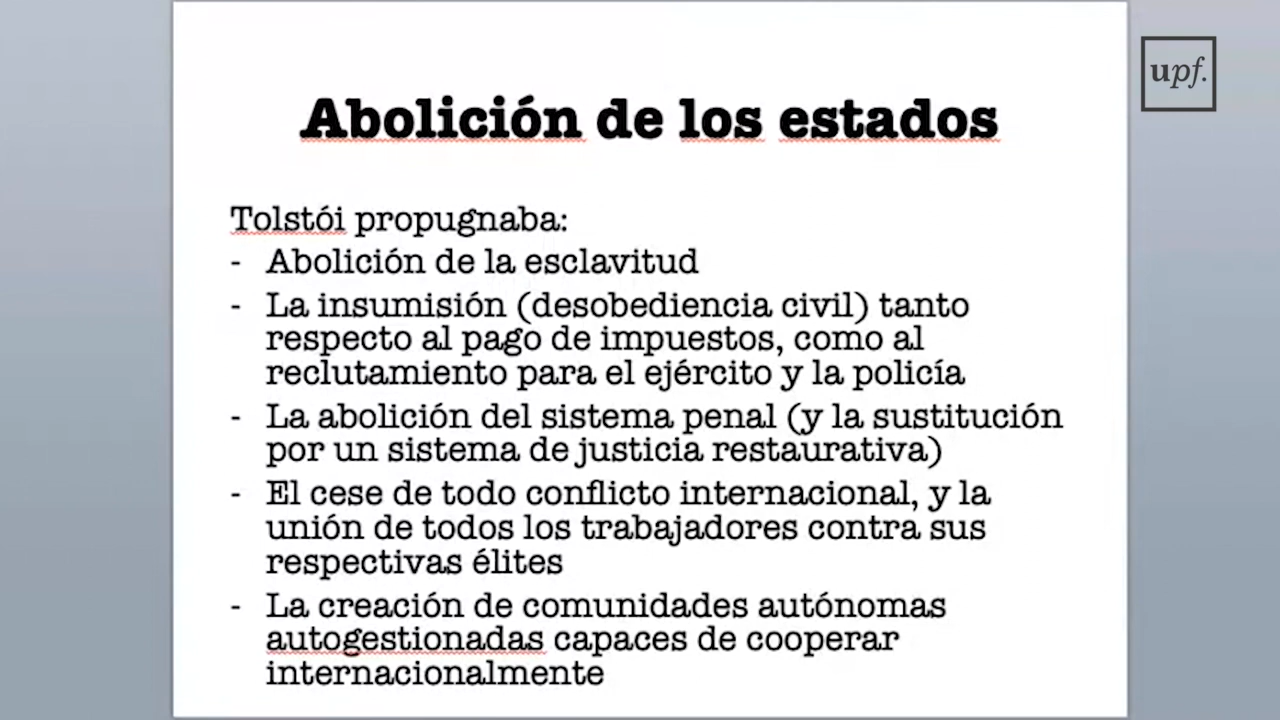 upf.
Abolición de los estados
Tolstói propugnaba:
- Abolición de la esclavitud
- La insumisión (desobediencia civil) tanto
respecto al pago de impuestos, como al
reclutamiento para el ejército y la policía
- La abolición del sistema penal (y la sustitución
por un sistema de justicia restaurativa)
- El cese de todo conflicto internacional, y la
unión de todos los trabajadores contra sus
respectivas élites
- La creación de comunidades autónomas
autogestionadas capaces de cooperar
internacionalmente